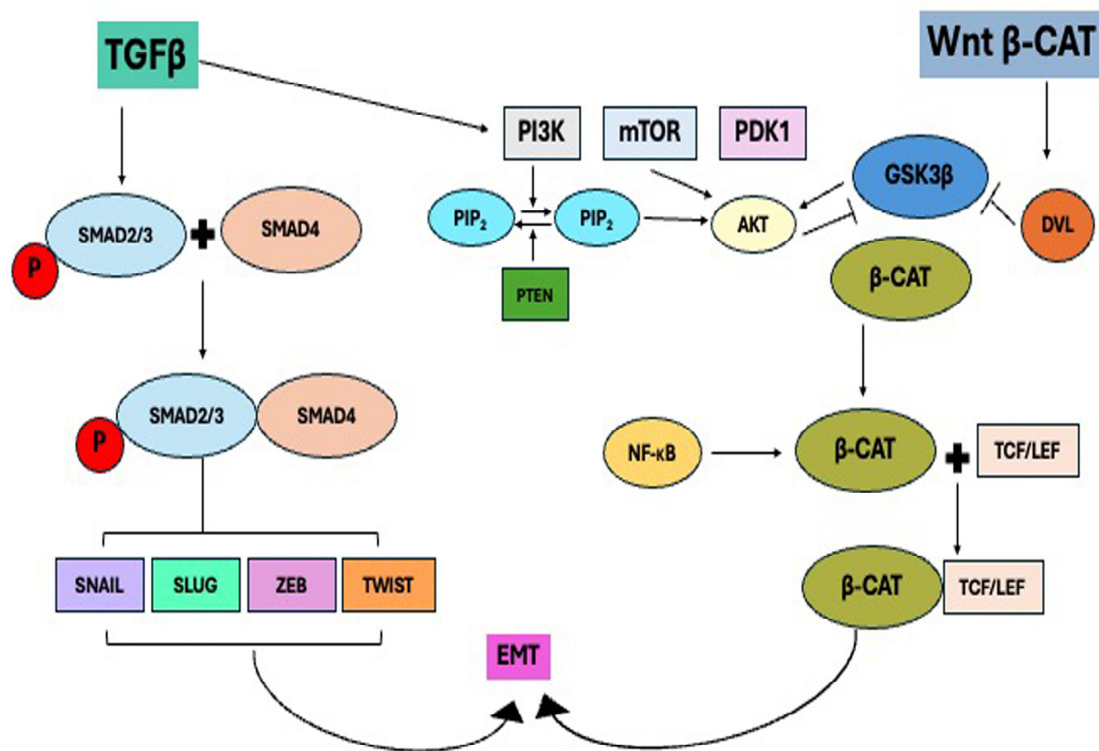 TGFβ
Wnt β-CAT
PI3K
mTOR
PDK1
GSK3β
SMAD2/3
SMAD4
P
PIP₂
PIP₂
AKT
DVL
β-CAT
PTEN
SMAD2/3
SMAD4
P
NF-κB
β-CAT
TCF/LEF
SNAIL
SLUG
ZEB
TWIST
β-CAT
TCF/LEF
EMT